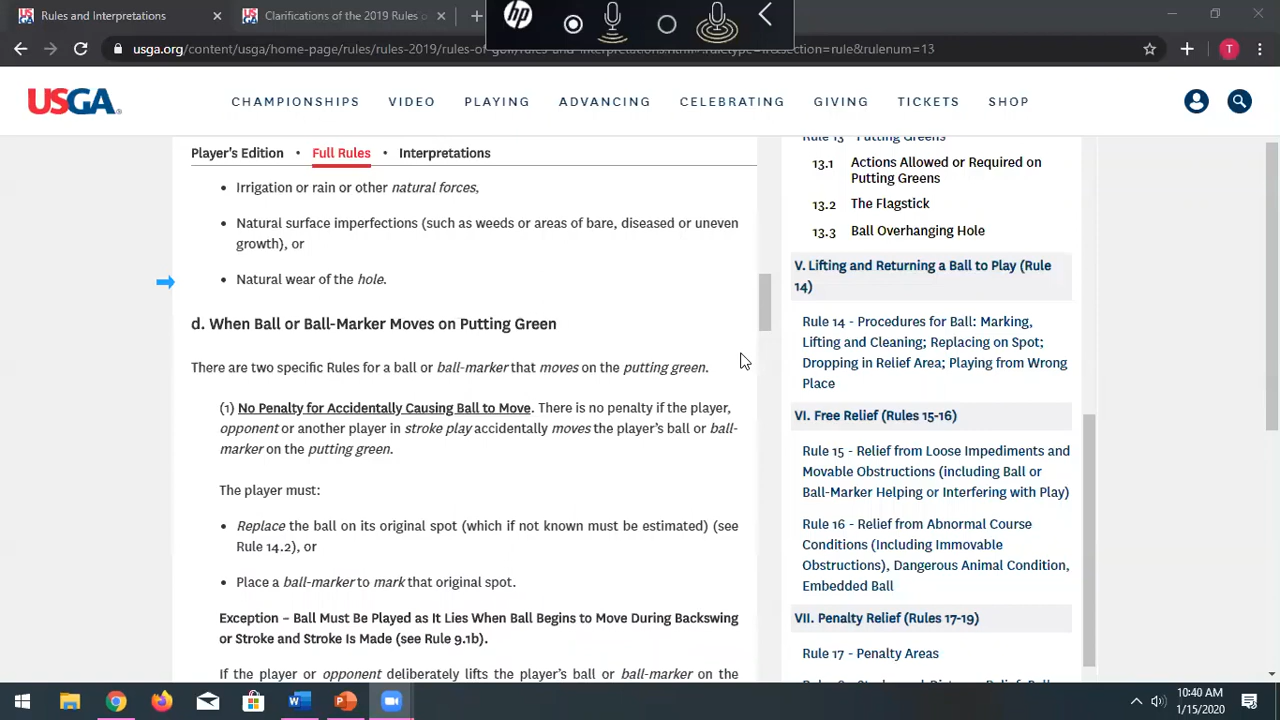 Rules and Interpretations
Clarifications of the 2019 Rules o
usga.org/content/usga/home-page/rules/rules-2019/rules-of-golf/rules-and-interpretations.html#!ruletype=fr&section=rule&rulenum=13
T
hp
USGA
CHAMPIONSHIPS VIDEO PLAYING ADVANCING CELEBRATING GIVING TICKETS SHOP
Player's Edition • Full Rules • Interpretations
• Irrigation or rain or other natural forces,
• Natural surface imperfections (such as weeds or areas of bare, diseased or uneven
growth), or
• Natural wear of the hole.
d. When Ball or Ball-Marker Moves on Putting Green
There are two specific Rules for a ball or ball-marker that moves on the putting green.
(1) No Penalty for Accidentally Causing Ball to Move. There is no penalty if the player,
opponent or another player in stroke play accidentally moves the player's ball or ball-
marker on the putting green.
The player must:
• Replace the ball on its original spot (which if not known must be estimated) (see
Rule 14.2), or
• Place a ball-marker to mark that original spot.
Exception – Ball Must Be Played as It Lies When Ball Begins to Move During Backswing
or Stroke and Stroke Is Made (see Rule 9.1b).
If the player or opponent deliberately lifts the player's ball or ball-marker on the
Rule 13 - Putting Greens
13.1 Actions Allowed or Required on
Putting Greens
13.2 The Flagstick
13.3 Ball Overhanging Hole
V. Lifting and Returning a Ball to Play (Rule
14)
Rule 14 - Procedures for Ball: Marking,
Lifting and Cleaning; Replacing on Spot;
Dropping in Relief Area; Playing from Wrong
Place
VI. Free Relief (Rules 15-16)
Rule 15 - Relief from Loose Impediments and
Movable Obstructions (including Ball or
Ball-Marker Helping or Interfering with Play)
Rule 16 - Relief from Abnormal Course
Conditions (Including Immovable
Obstructions), Dangerous Animal Condition,
Embedded Ball
VII. Penalty Relief (Rules 17-19)
Rule 17 - Penalty Areas
10:40 AM
1/15/2020